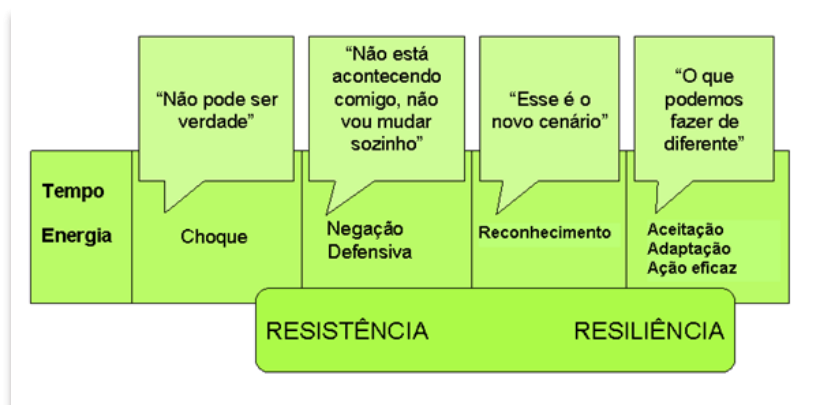 “Não pode ser
verdade”
“Não está
acontecendo
comigo, não
vou mudar
sozinho”
“Esse é o
novo cenário”
“O que
podemos
fazer de
diferente”
Tempo
Energia
Choque
Negação
Defensiva
Reconhecimento
Aceitação
Adaptação
Ação eficaz
RESISTÊNCIA
RESILIÊNCIA